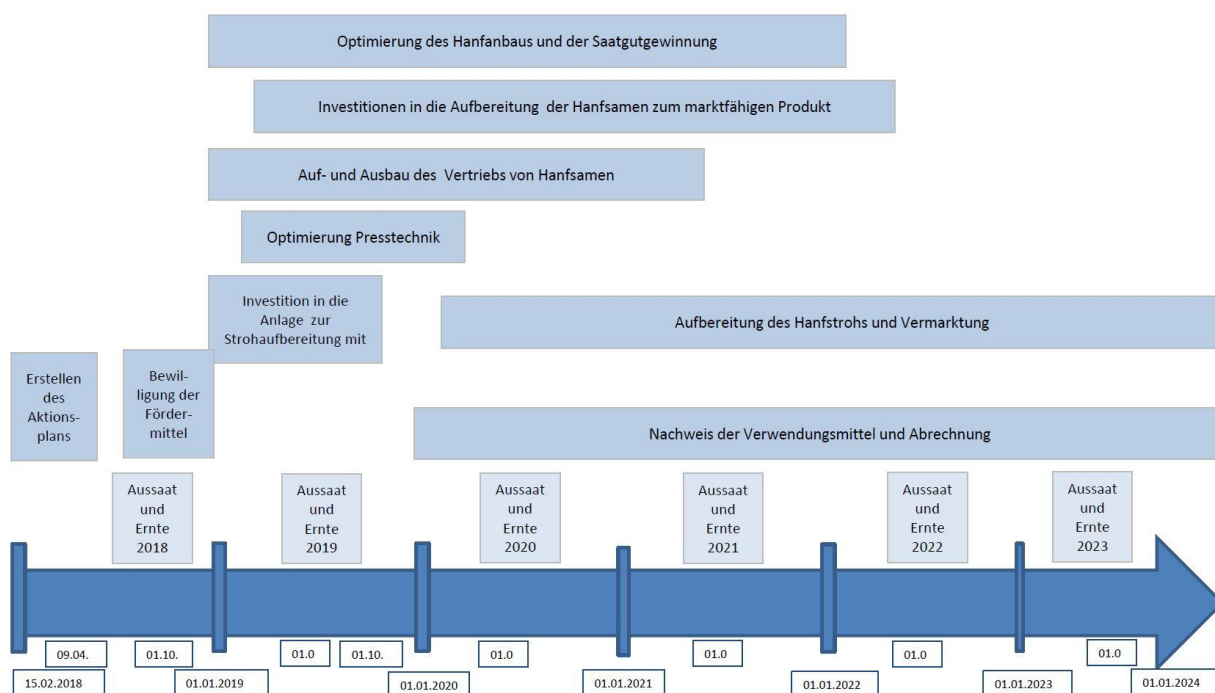 Optimierung des Hanfanbaus und der Saatgutgewinnung
Investitionen in die Aufbereitung der Hanfsamen zum marktfähigen Produkt
Auf- und Ausbau des Vertriebs von Hanfsamen
Optimierung Presstechnik
Investition in die
Anlage zur
Strohaufbereitung mit
Aufbereitung des Hanfstrohs und Vermarktung
Erstellen
des
Aktions-
plans
Bewil-
ligung der
Förder-
mittel
Nachweis der Verwendungsmittel und Abrechnung
Aussaat
und
Ernte
2018
Aussaat
und
Ernte
2019
Aussaat
und
Ernte
2020
Aussaat
und
Ernte
2021
Aussaat
und
Ernte
2022
Aussaat
und
Ernte
2023
09.04.
01.10.
01.0
01.10.
01.0
01.0
01.0
01.0
15.02.2018
01.01.2019
01.01.2020
01.01.2021
01.01.2022
01.01.2023
01.01.2024